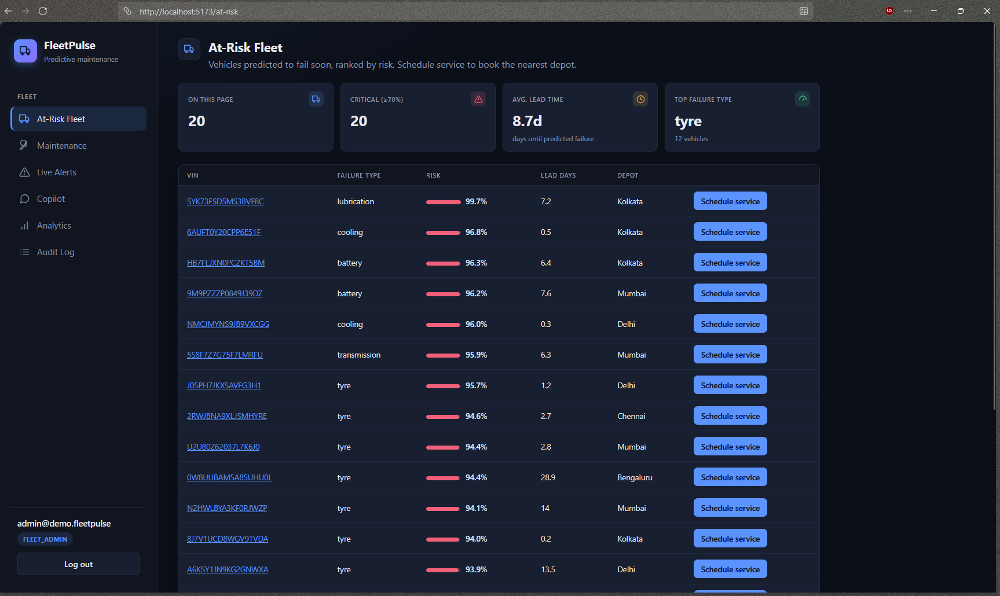 http://localhost:5173/at-risk
FleetPulse
Predictive maintenance
FLEET
At-Risk Fleet
Maintenance
Live Alerts
Copilot
Analytics
Audit Log
admin@demo.fleetpulse
FLEET_ADMIN
Log out
At-Risk Fleet
Vehicles predicted to fail soon, ranked by risk. Schedule service to book the nearest depot.
ON THIS PAGE
20
CRITICAL (≥70%)
20
AVG. LEAD TIME
8.7d
days until predicted failure
TOP FAILURE TYPE
tyre
12 vehicles
VIN FAILURE TYPE RISK LEAD DAYS DEPOT
SYK73FSD5MS3BVF8C lubrication 99.7% 7.2 Kolkata Schedule service
6AUFT0Y20CPP6E51F cooling 96.8% 0.5 Kolkata Schedule service
HB7FLJXN0PCZKT5BM battery 96.3% 6.4 Kolkata Schedule service
9M9PZZZP0849J39DZ battery 96.2% 7.6 Mumbai Schedule service
NMCJMYNS9JB9VXCGG cooling 96.0% 0.3 Delhi Schedule service
5S8F7Z7G75F7LMRFU transmission 95.9% 6.3 Mumbai Schedule service
J05PH7JKXSAVFG3H1 tyre 95.7% 1.2 Delhi Schedule service
2RWJBNA9XLJSMHYRE tyre 94.6% 2.7 Chennai Schedule service
U2U80Z62037L7K6J0 tyre 94.4% 2.8 Mumbai Schedule service
0W8UUBAM5A85UHU0L tyre 94.4% 28.9 Bengaluru Schedule service
N2HWLBYA3KF0RJWZP tyre 94.1% 14 Mumbai Schedule service
8J7V1UCD8WGV9TVDA tyre 94.0% 0.2 Kolkata Schedule service
A6KSY1JN9KG2GNWXA tyre 93.9% 13.5 Delhi Schedule service